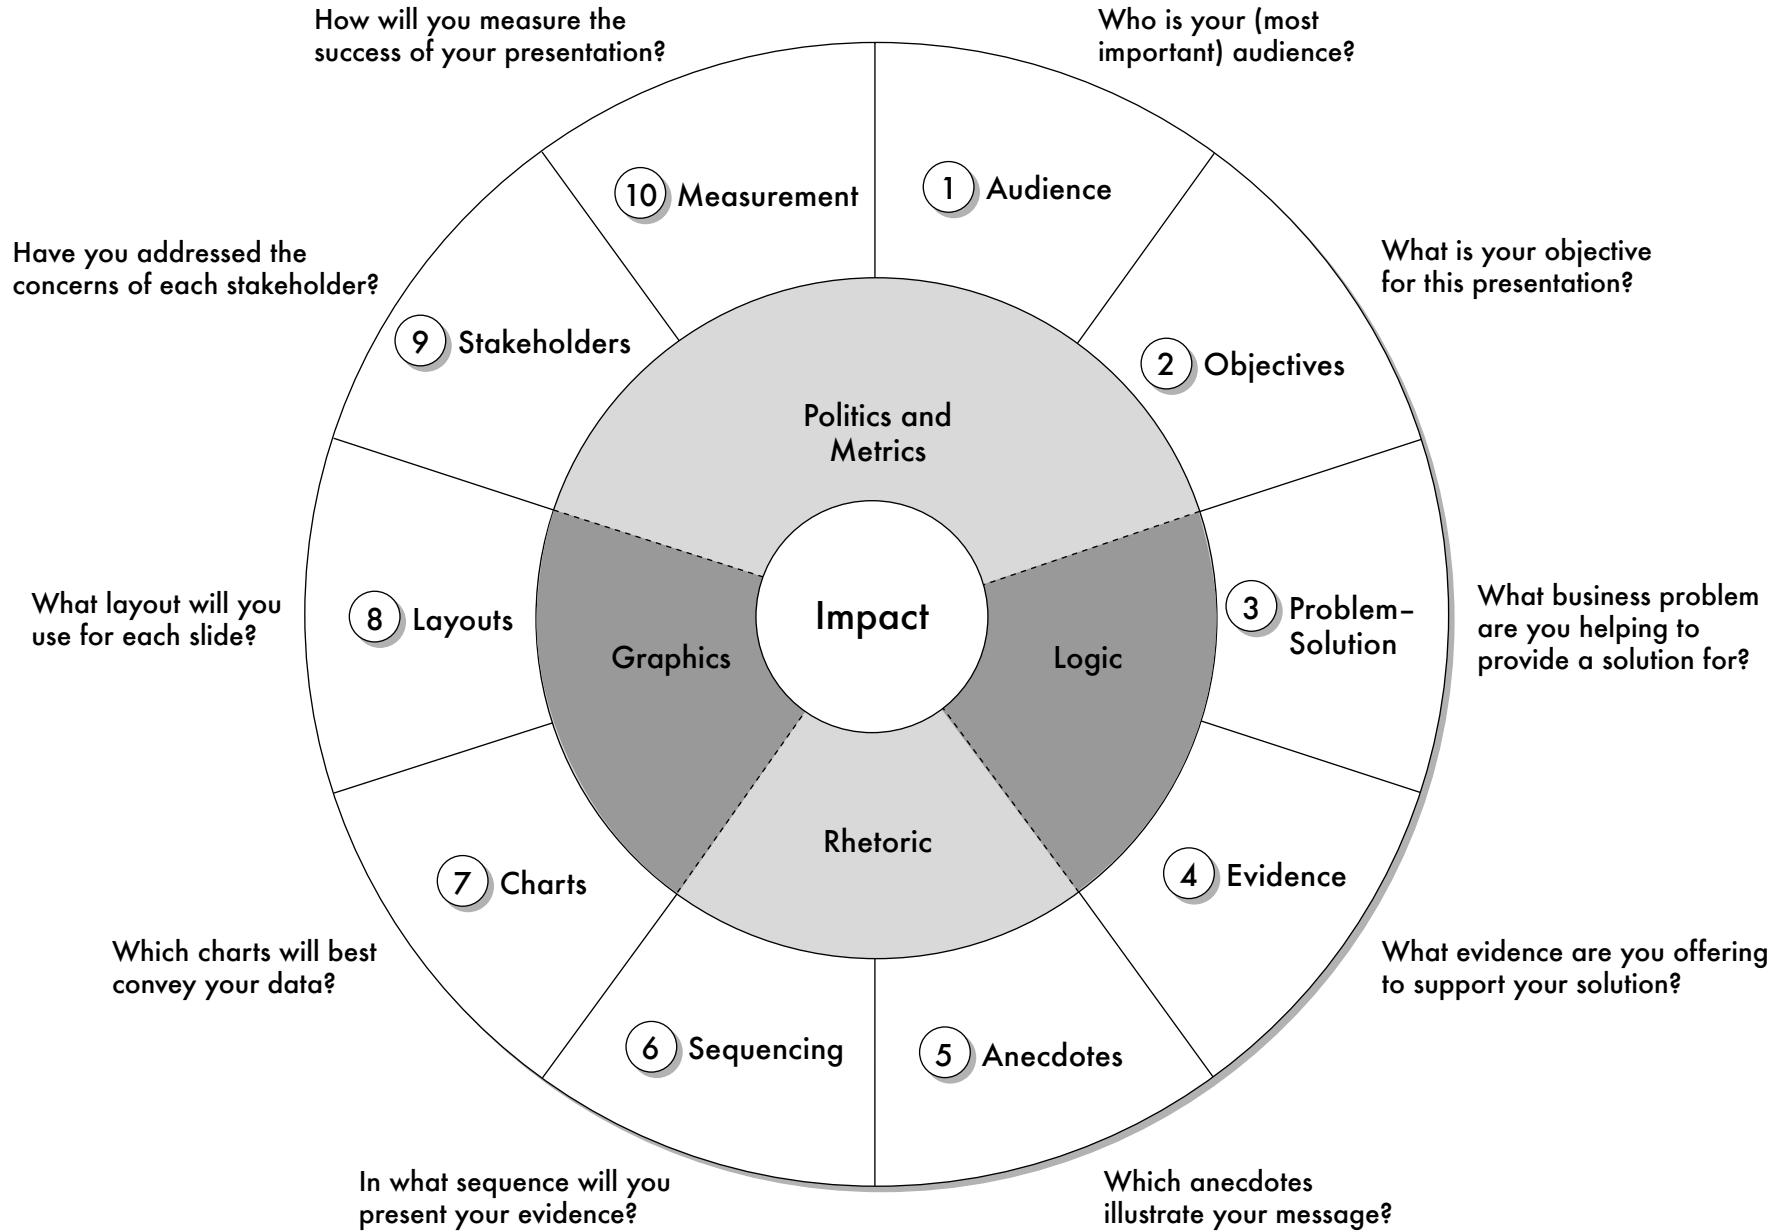 How will you measure the
success of your presentation?
Who is your (most
important) audience?
10 Measurement
1 Audience
Have you addressed the
concerns of each stakeholder?
What is your objective
for this presentation?
9 Stakeholders
2 Objectives
Politics and
Metrics
What layout will you
use for each slide?
8 Layouts
Graphics
Impact
Logic
3 Problem–
Solution
What business problem
are you helping to
provide a solution for?
Rhetoric
7 Charts
4 Evidence
Which charts will best
convey your data?
What evidence are you offering
to support your solution?
6 Sequencing
5 Anecdotes
In what sequence will you
present your evidence?
Which anecdotes
illustrate your message?